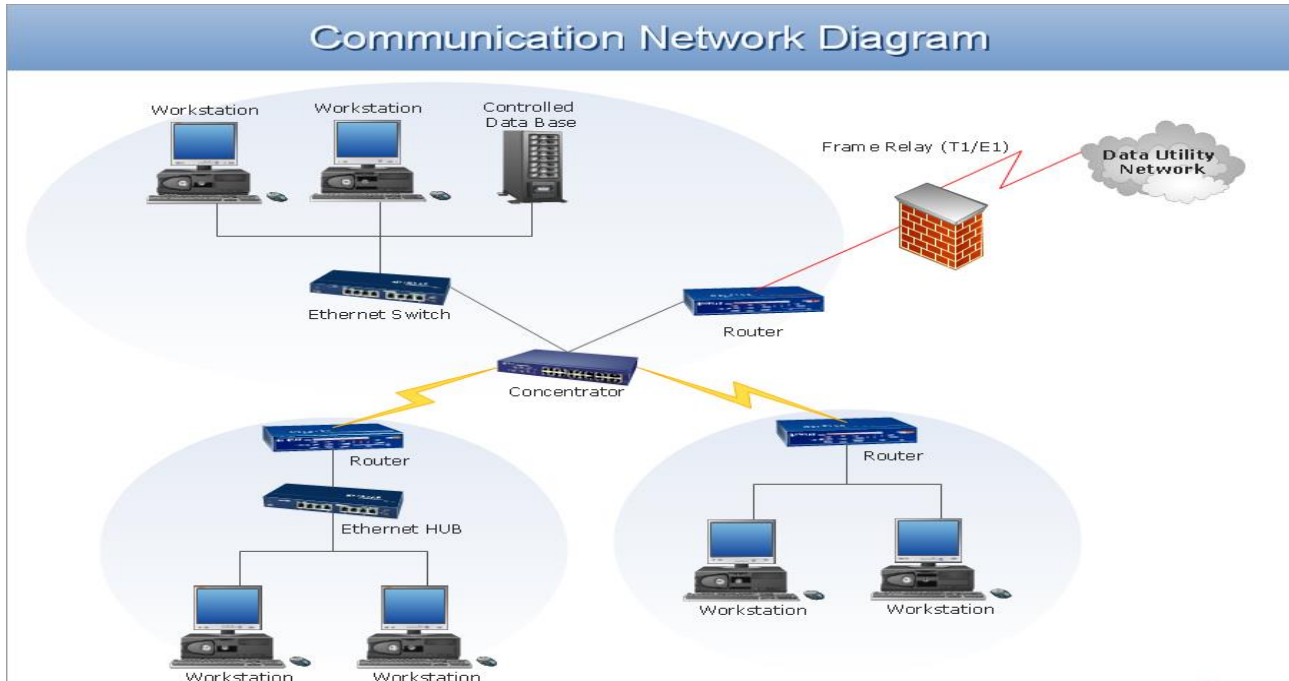 Communication Network Diagram
Workstation
Workstation
Controlled
Data Base
Frame Relay (T1/E1)
Data Utility
Network
Ethernet Switch
Router
Concentrator
Router
Router
Ethernet HUB
Workstation
Workstation
Workstation
Workstation